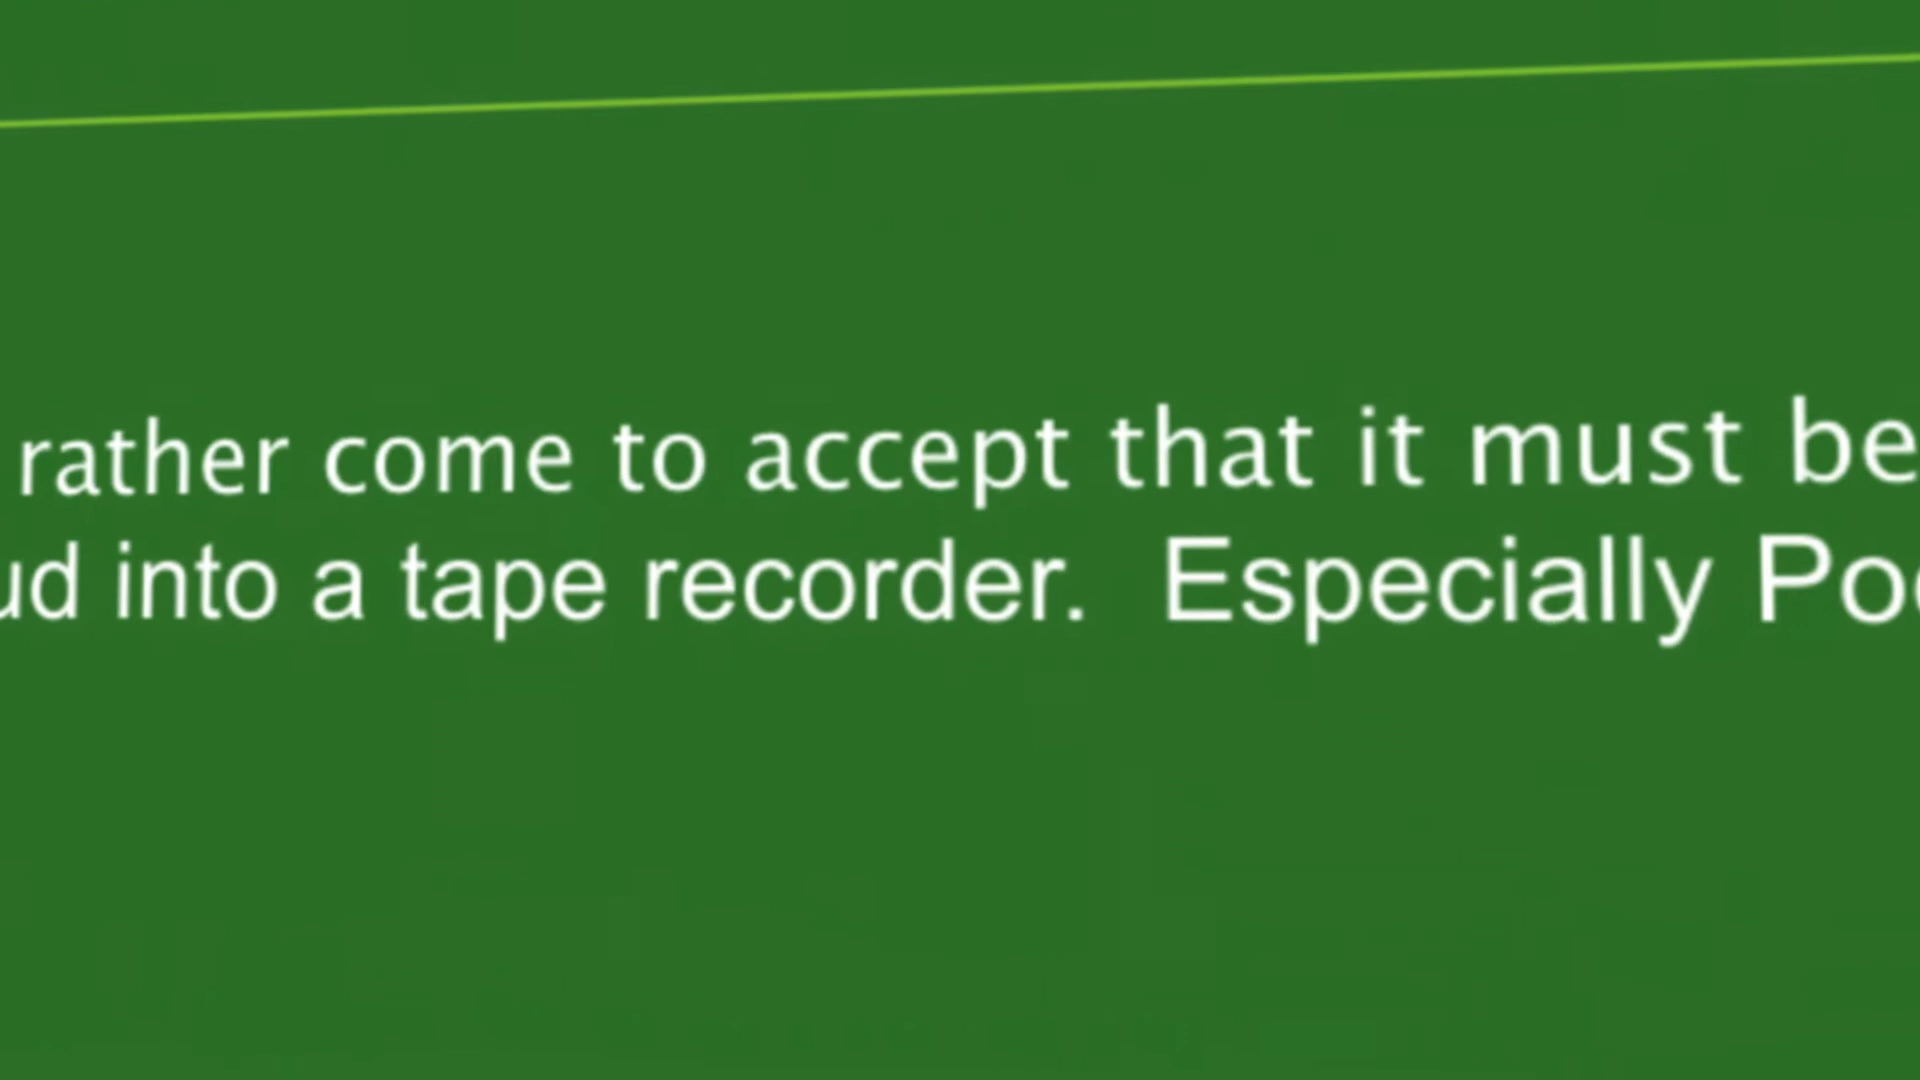 rather come to accept that it must be
into a tape recorder. Especially